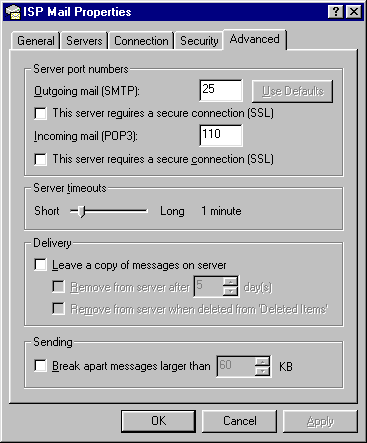 ISP Mail Properties
General Servers Connection Security Advanced
Server port numbers
Outgoing mail (SMTP): 25 Use Defaults
This server requires a secure connection (SSL)
Incoming mail (POP3): 110
This server requires a secure connection (SSL)
Server timeouts
Short Long 1 minute
Delivery
Leave a copy of messages on server
Remove from server after 5 day(s)
Remove from server when deleted from 'Deleted Items'
Sending
Break apart messages larger than 60 KB
OK Cancel Apply